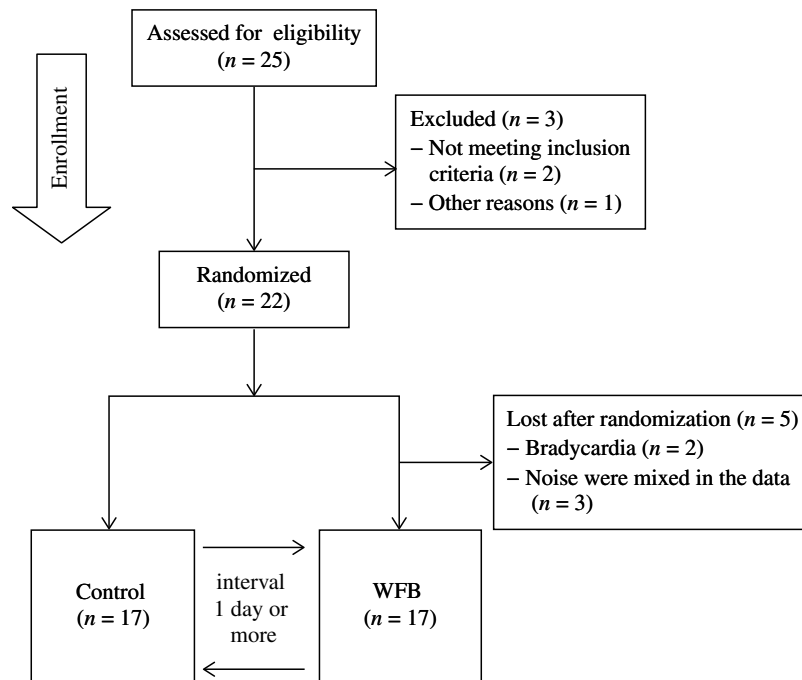 Assessed for eligibility
(n = 25)
Enrollment
Excluded (n = 3)
– Not meeting inclusion
criteria (n = 2)
– Other reasons (n = 1)
Randomized
(n = 22)
Lost after randomization (n = 5)
– Bradycardia (n = 2)
– Noise were mixed in the data
(n = 3)
Control
(n = 17)
interval
1 day or
more
WFB
(n = 17)